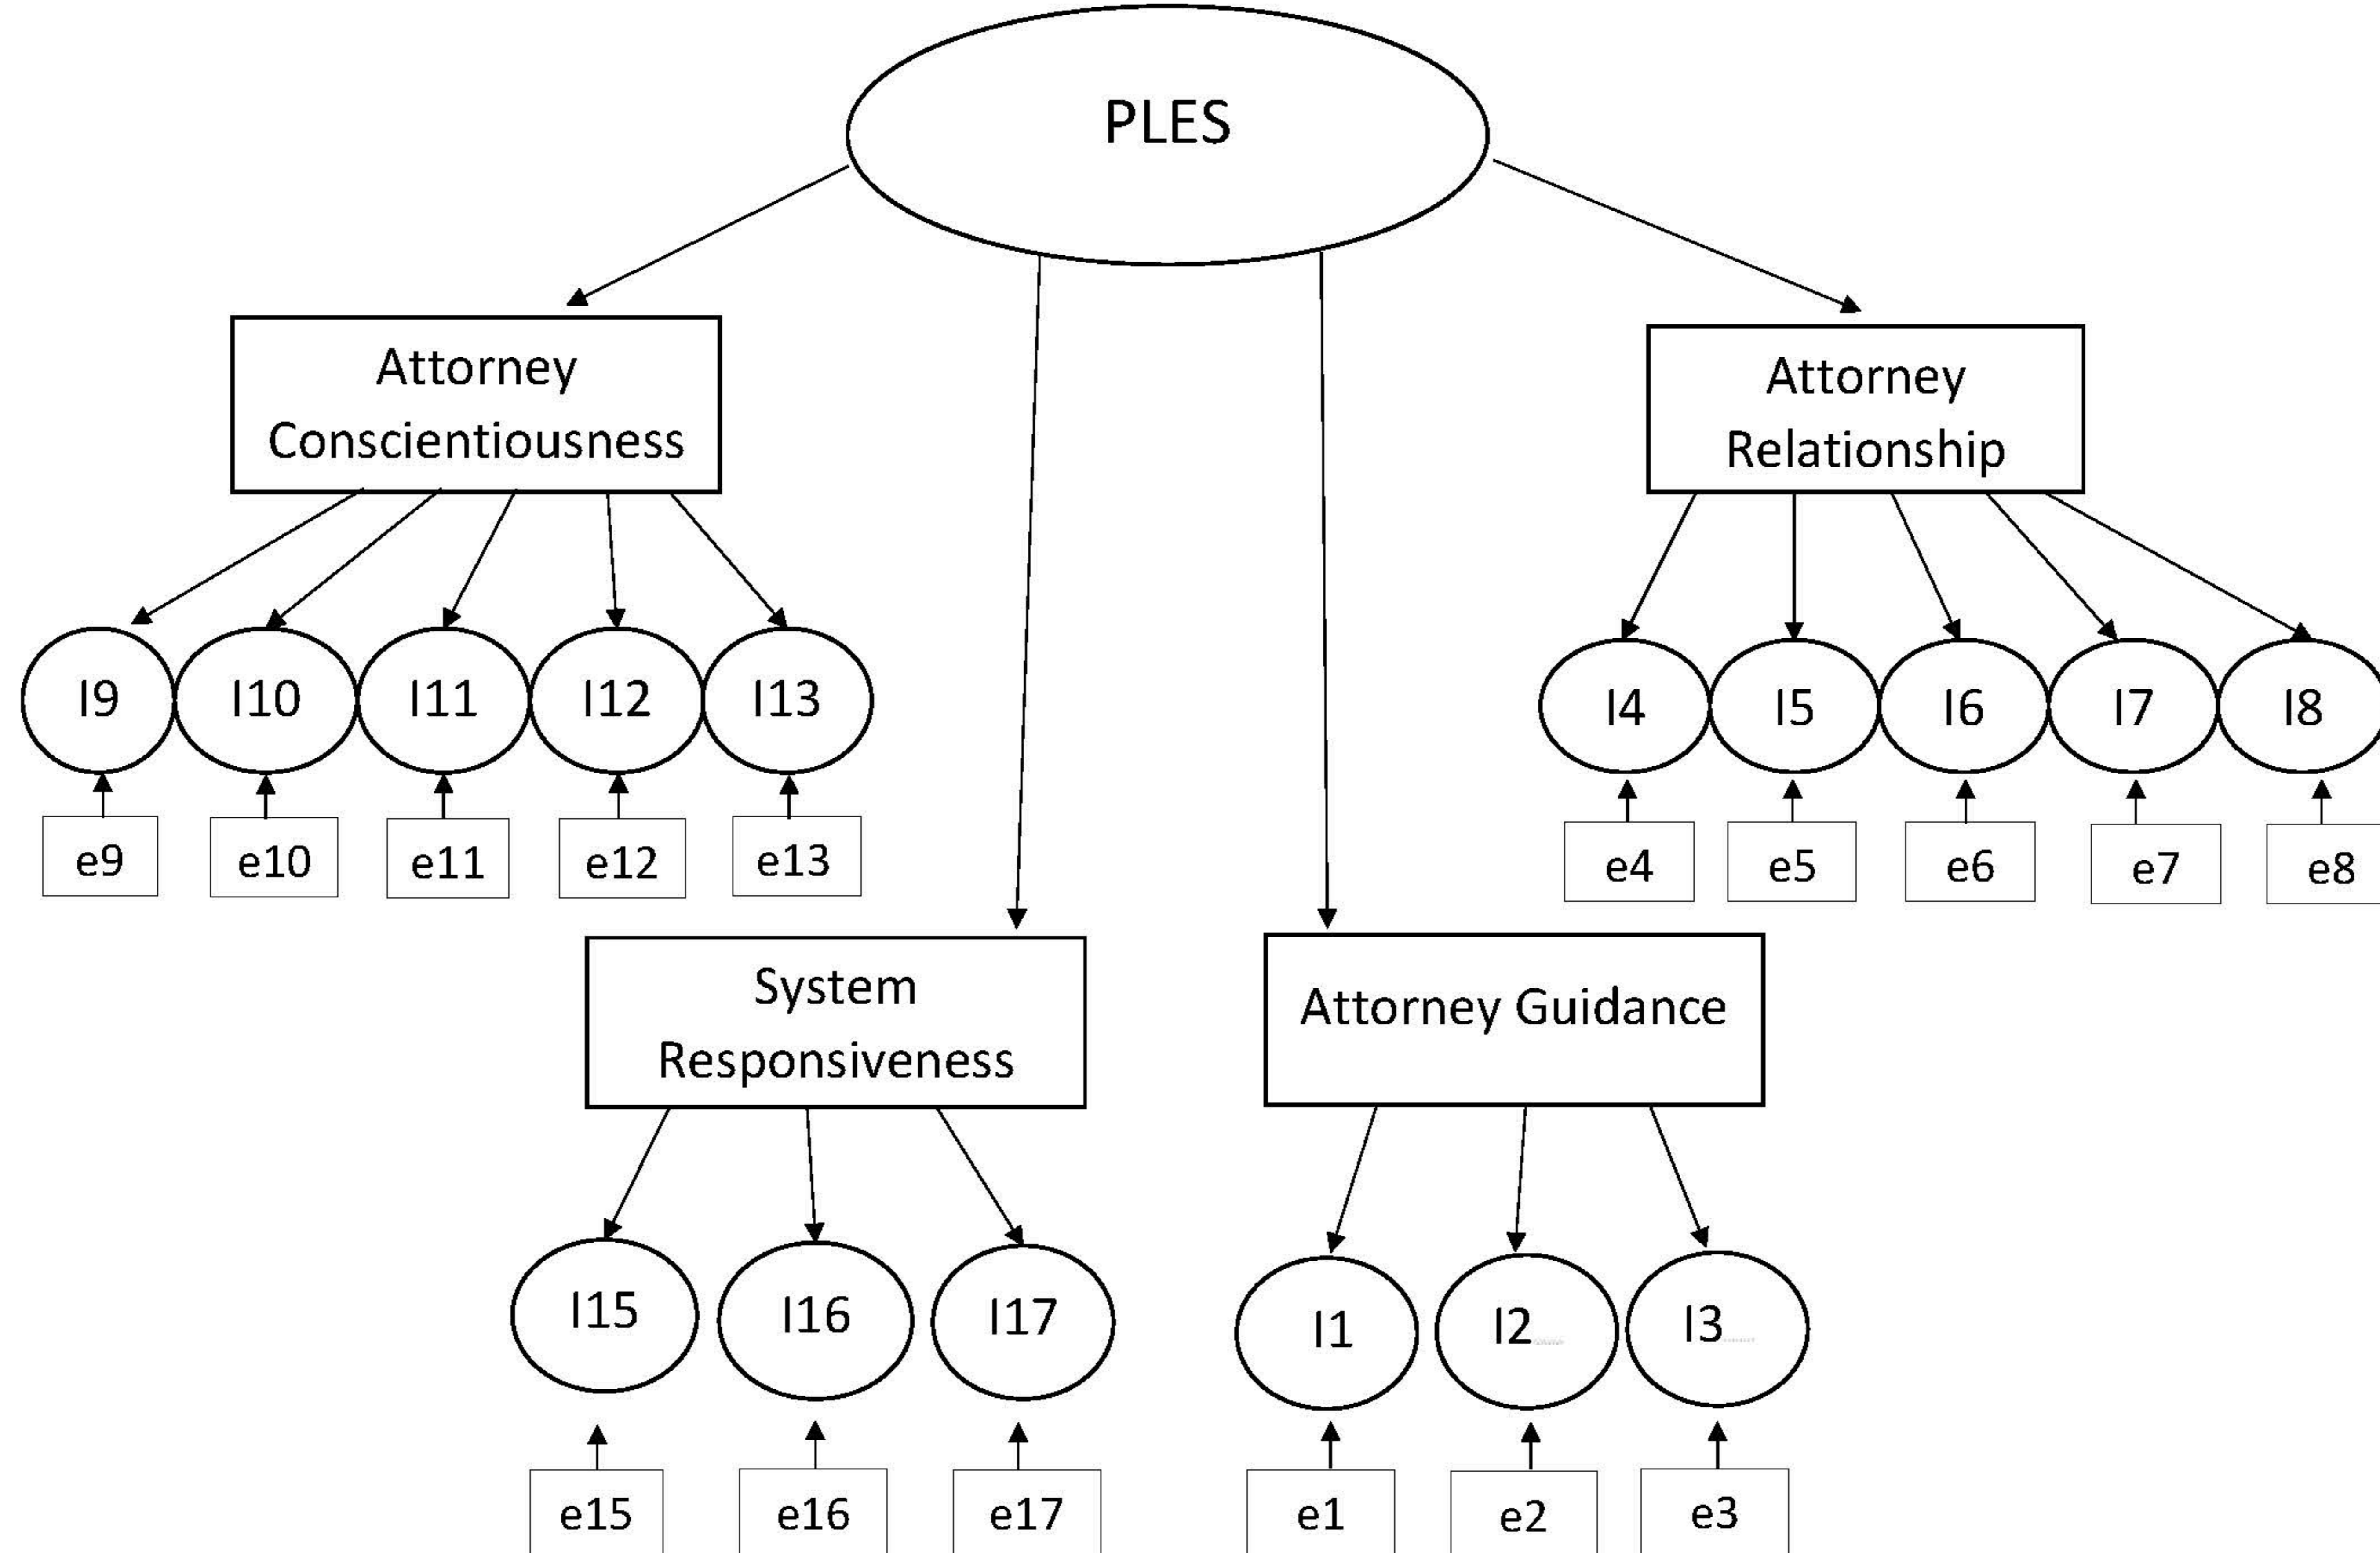 PLES
Attorney
Conscientiousness
Attorney
Relationship
I9 I10 I11 I12 I13
I4 I5 I6 I7 I8
e9 e10 e11 e12 e13
e4 e5 e6 e7 e8
System
Responsiveness
Attorney Guidance
I15 I16 I17
I1 I2 I3
e15 e16 e17
e1 e2 e3